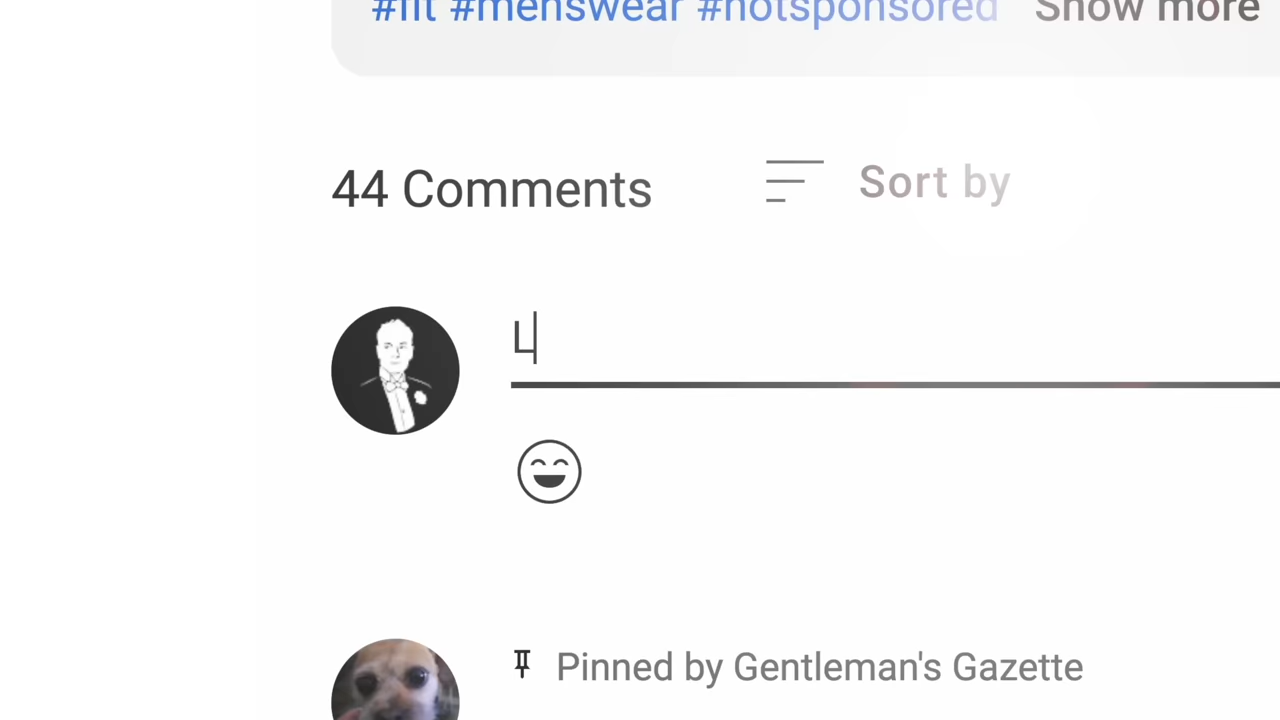 #fit #menswear #notsponsored Show more
44 Comments
Sort by
L
Pinned by Gentleman's Gazette